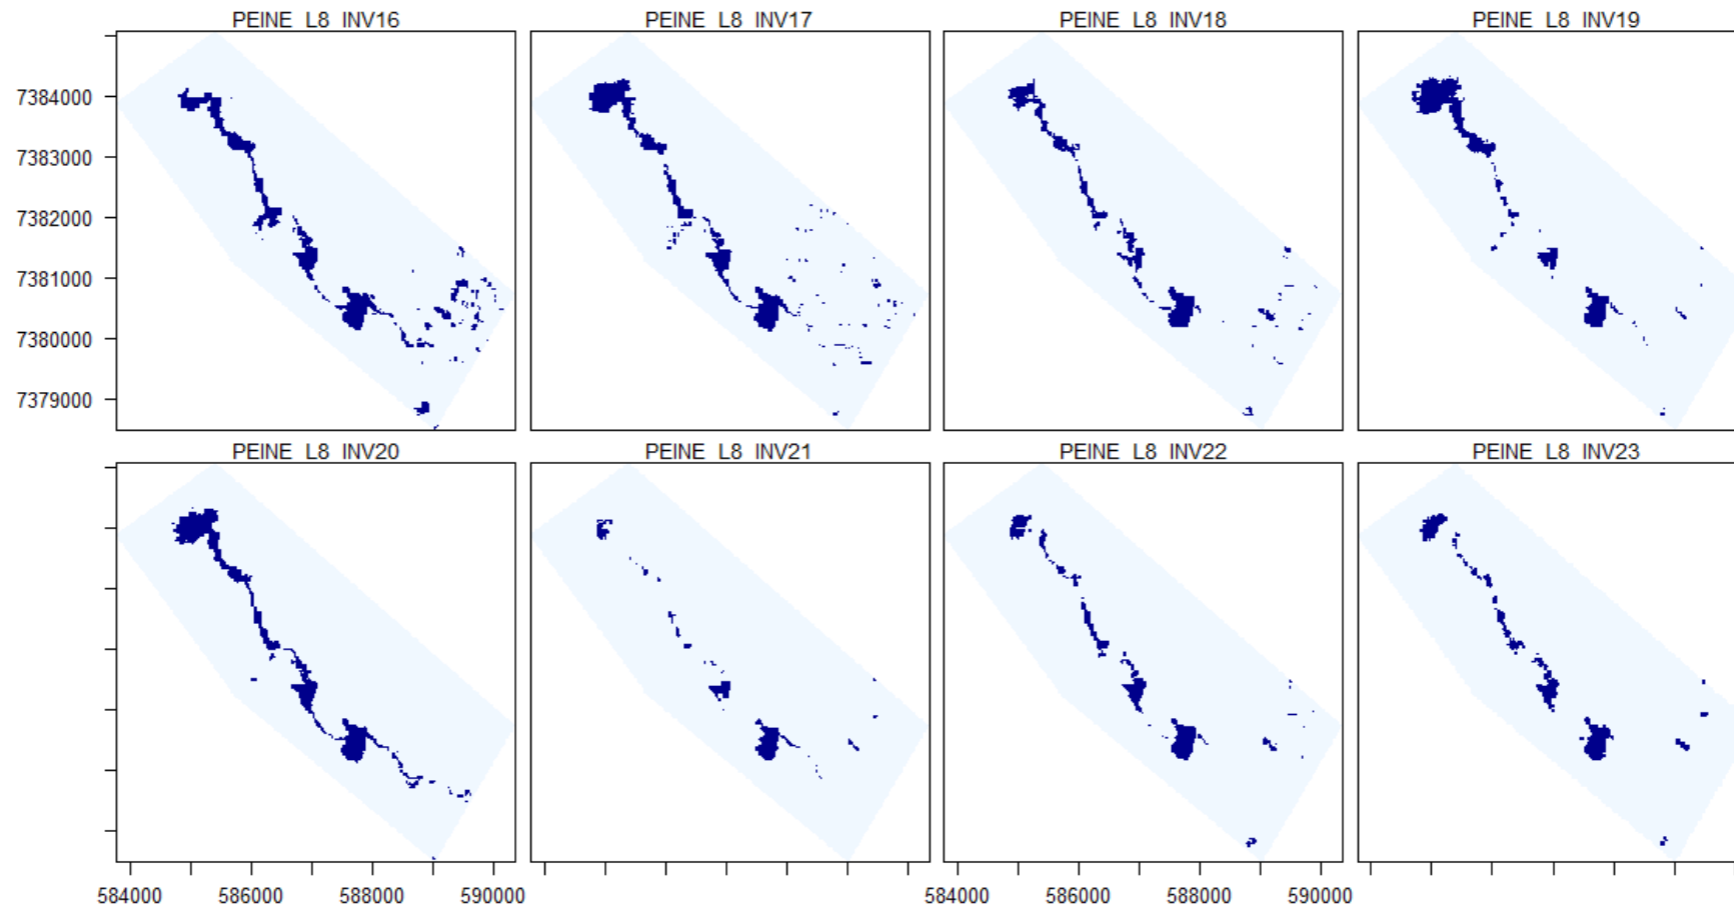 PEINE L8 INV16
PEINE L8 INV17
PEINE L8 INV18
PEINE L8 INV19
7384000
7383000
7382000
7381000
7380000
7379000
PEINE L8 INV20
PEINE L8 INV21
PEINE L8 INV22
PEINE L8 INV23
584000 586000 588000 590000
584000 586000 588000 590000